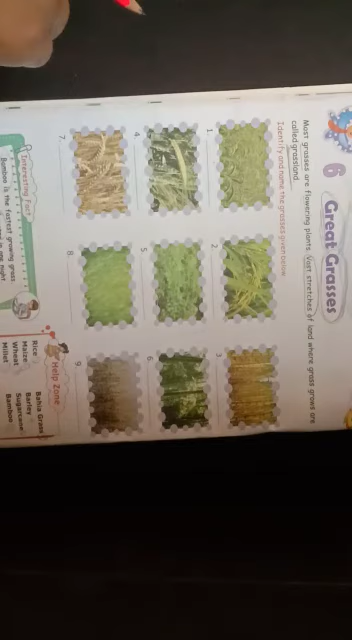 6 Great Grasses
Most grasses are flowering plants. Vast stretches of land where grass grows are
called grassland.
Identify and name the grasses given below.
1.
2.
3.
4.
5.
6.
7.
8.
9.
Interesting Fact
Bamboo is the fastest growing grass
night
Help Zone
Rice Bahia Grass
Maize Barley
Wheat Sugarcane
Millet Bamboo